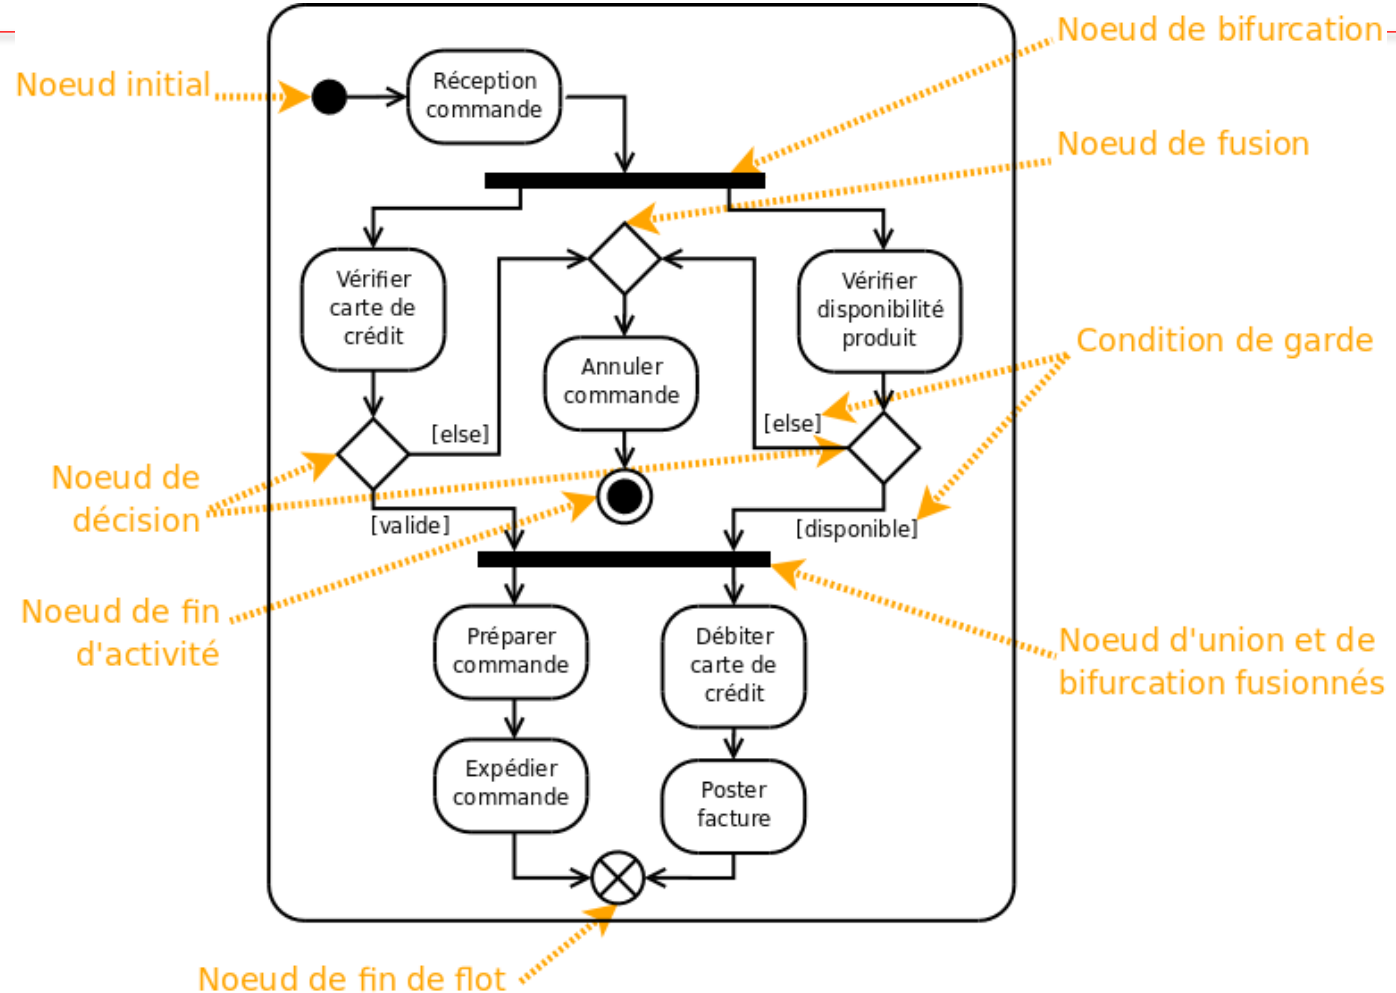 Noeud de bifurcation
Noeud initial
Réception
commande
Noeud de fusion
Vérifier
carte de
crédit
Vérifier
disponibilité
produit
Annuler
commande
Condition de garde
[else]
[else]
Noeud de
décision
[valide]
[disponible]
Noeud de fin
d'activité
Préparer
commande
Débiter
carte de
crédit
Noeud d'union et de
bifurcation fusionnés
Expédier
commande
Poster
facture
Noeud de fin de flot